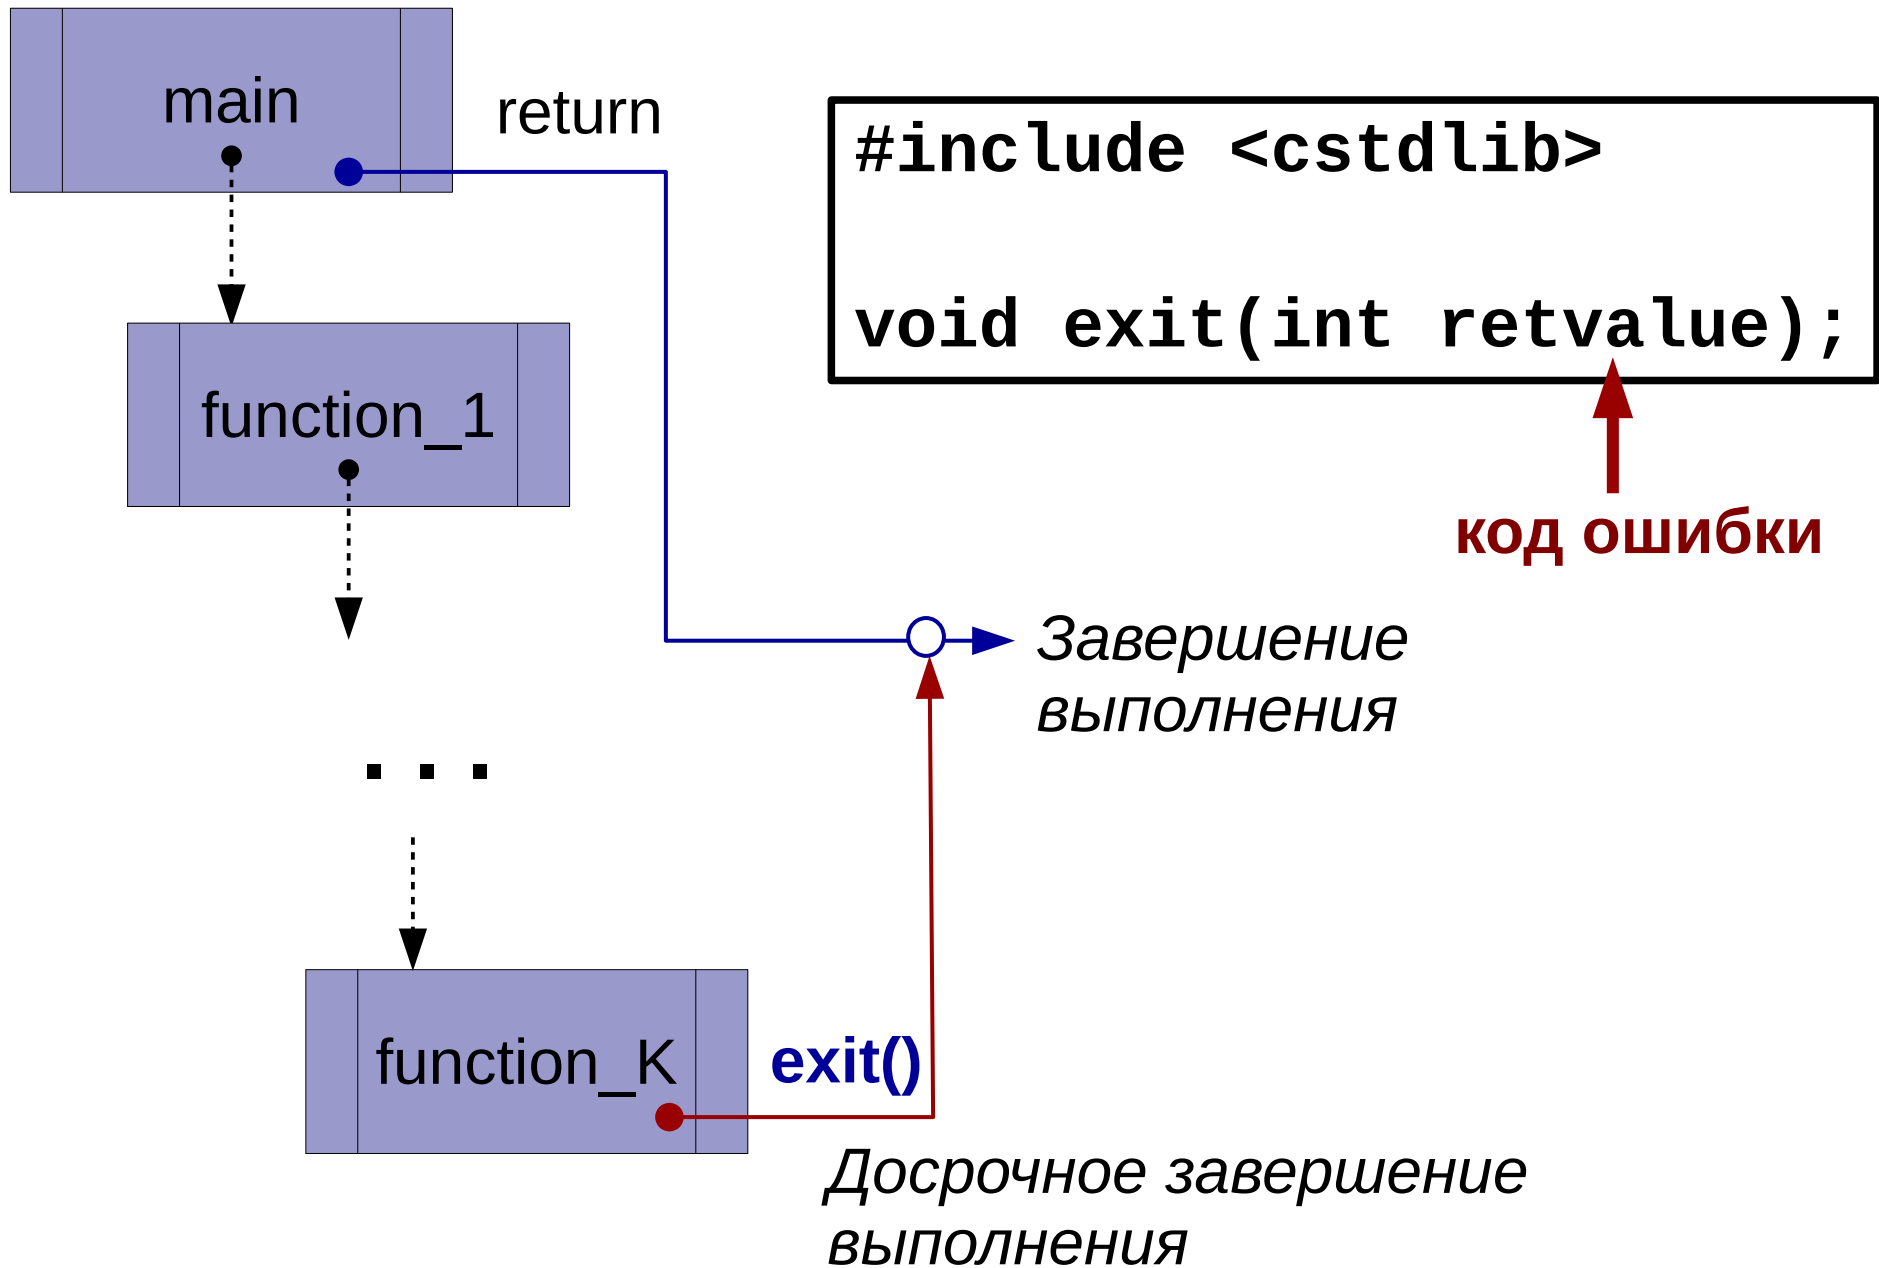 main
return
#include <cstdlib>
void exit(int retvalue);
function_1
код ошибки
Завершение
выполнения
. . .
function_K
exit()
Досрочное завершение
выполнения